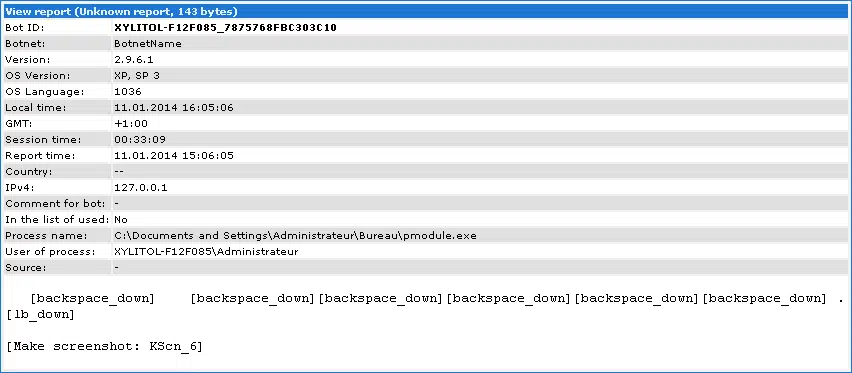 View report (Unknown report, 143 bytes)
Bot ID: XYLITOL-F12F085_7875768FBC303C10
Botnet: BotnetName
Version: 2.9.6.1
OS Version: XP, SP 3
OS Language: 1036
Local time: 11.01.2014 16:05:06
GMT: +1:00
Session time: 00:33:09
Report time: 11.01.2014 15:06:05
Country: --
IPv4: 127.0.0.1
Comment for bot: -
In the list of used: No
Process name: C:\Documents and Settings\Administrateur\Bureau\pmodule.exe
User of process: XYLITOL-F12F085\Administrateur
Source: -
[backspace_down] [backspace_down][backspace_down][backspace_down][backspace_down][backspace_down] .
[lb_down]
[Make screenshot: KScn_6]